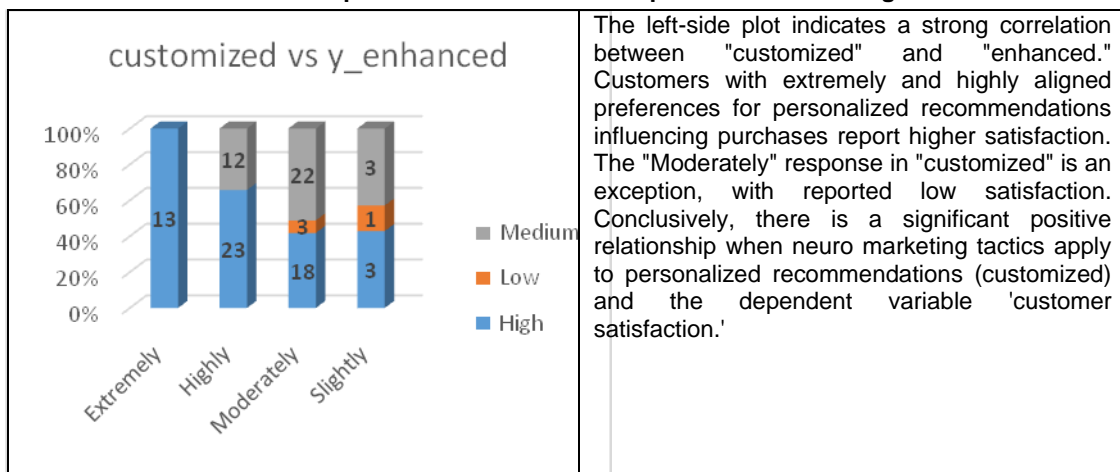 customized vs y_enhanced
100%
80%
60%
40%
20%
0%
13
12
23
22
3
18
3
1
3
Extremely
Highly
Moderately
Slightly
Medium
Low
High
The left-side plot indicates a strong correlation
between "customized" and "enhanced."
Customers with extremely and highly aligned
preferences for personalized recommendations
influencing purchases report higher satisfaction.
The "Moderately" response in "customized" is an
exception, with reported low satisfaction.
Conclusively, there is a significant positive
relationship when neuro marketing tactics apply
to personalized recommendations (customized)
and the dependent variable 'customer
satisfaction.'